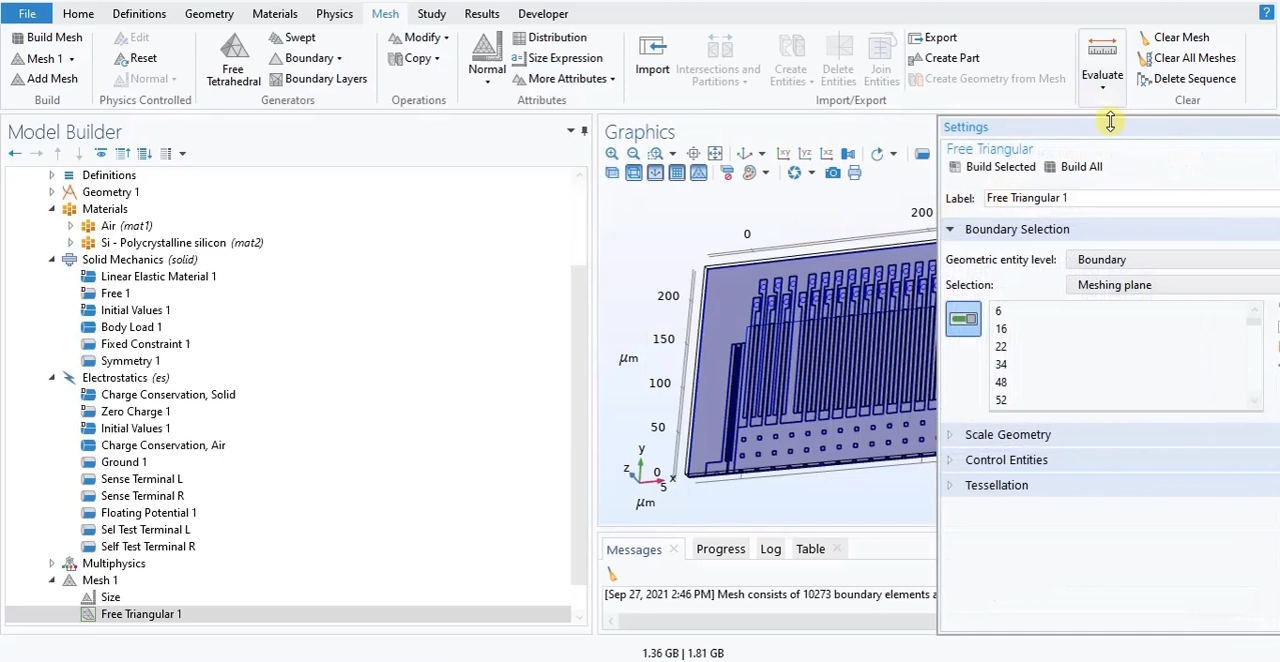 File Home Definitions Geometry Materials Physics Mesh Study Results Developer ?
Build Mesh
Mesh 1
Add Mesh
Build
Edit
Reset
Normal
Physics Controlled
Free Tetrahedral
Swept
Boundary
Boundary Layers
Generators
Modify
Copy
Operations
Normal
Distribution
a= Size Expression
More Attributes
Attributes
Import
Intersections and Partitions
Create Entities
Delete Entities
Join Entities
Export
Create Part
Create Geometry from Mesh
Import/Export
Evaluate
Clear Mesh
Clear All Meshes
Delete Sequence
Clear
Model Builder
Definitions
Geometry 1
Materials
Air (mat1)
Si - Polycrystalline silicon (mat2)
Solid Mechanics (solid)
Linear Elastic Material 1
Free 1
Initial Values 1
Body Load 1
Fixed Constraint 1
Symmetry 1
Electrostatics (es)
Charge Conservation, Solid
Zero Charge 1
Initial Values 1
Charge Conservation, Air
Ground 1
Sense Terminal L
Sense Terminal R
Floating Potential 1
Sel Test Terminal L
Self Test Terminal R
Multiphysics
Mesh 1
Size
Free Triangular 1
Graphics
xy yz xz
0
200
200
150
μm
100
50
y
z
0
x
5
μm
Messages Progress Log Table
[Sep 27, 2021 2:46 PM] Mesh consists of 10273 boundary elements
Settings
Free Triangular
Build Selected Build All
Label: Free Triangular 1
Boundary Selection
Geometric entity level: Boundary
Selection: Meshing plane
6
16
22
34
48
52
Scale Geometry
Control Entities
Tessellation
1.36 GB | 1.81 GB